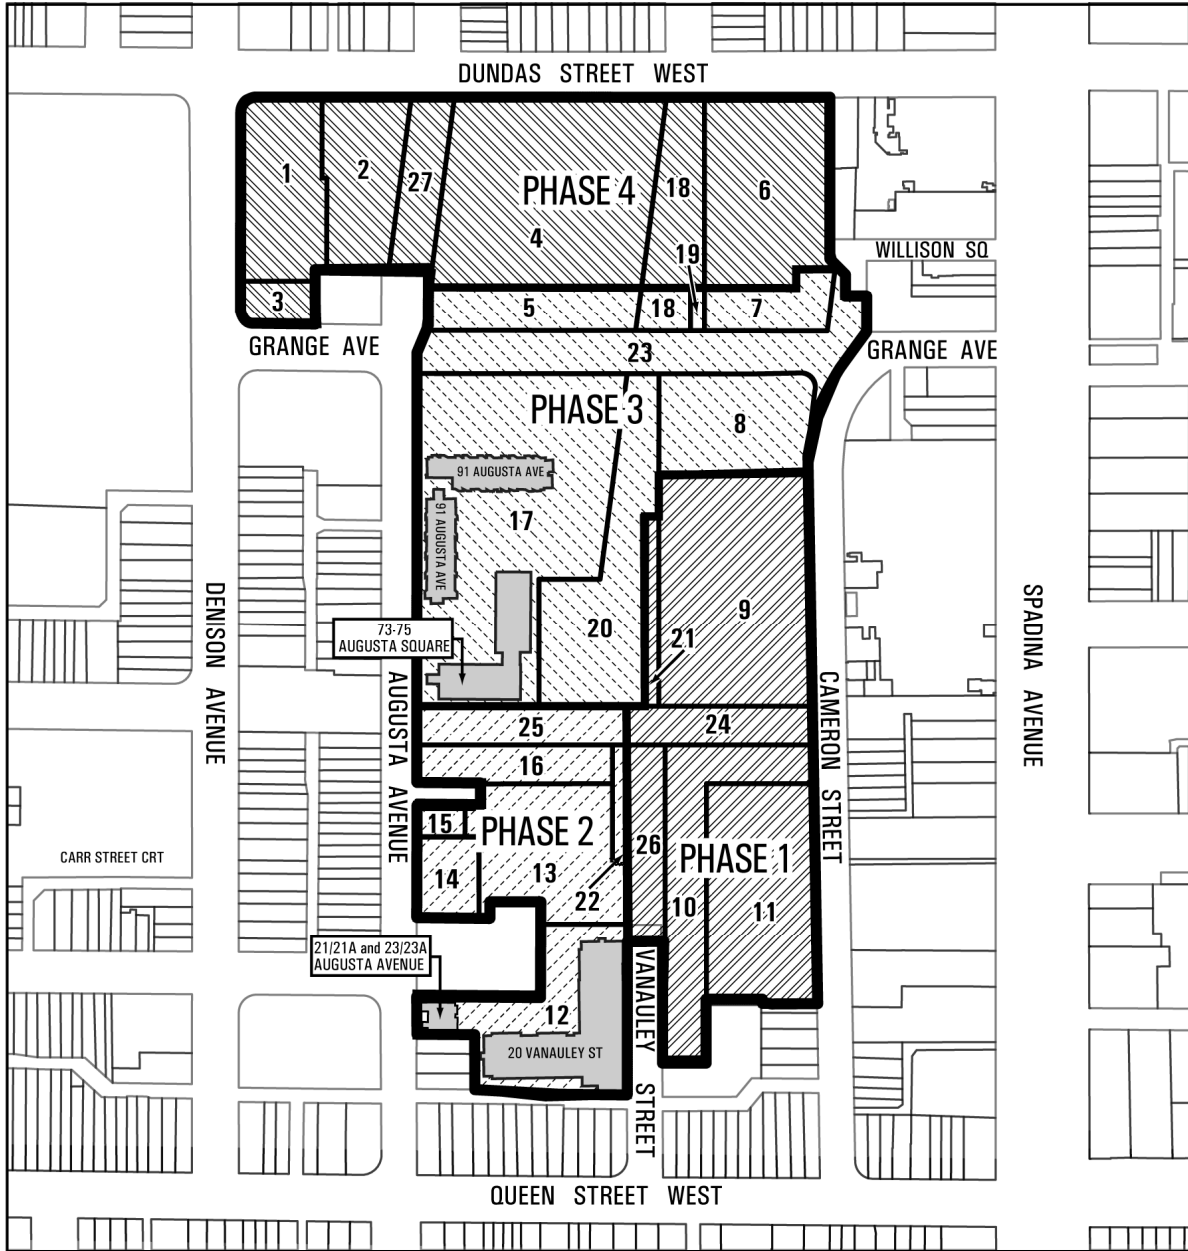 DUNDAS STREET WEST
1
2
27
PHASE 4
18
6
4
19
WILLISON SQ
3
5
18
7
GRANGE AVE
23
GRANGE AVE
PHASE 3
8
91 AUGUSTA AVE
91 AUGUSTA AVE
17
DENISON AVENUE
SPADINA AVENUE
9
73-75
AUGUSTA SQUARE
20
21
AUGUSTA AVENUE
CAMERON STREET
25
24
16
15
PHASE 2
26
PHASE 1
CARR STREET CRT
14
13
22
10
11
21/21A and 23/23A
AUGUSTA AVENUE
VANAULEY STREET
12
20 VANAULEY ST
QUEEN STREET WEST